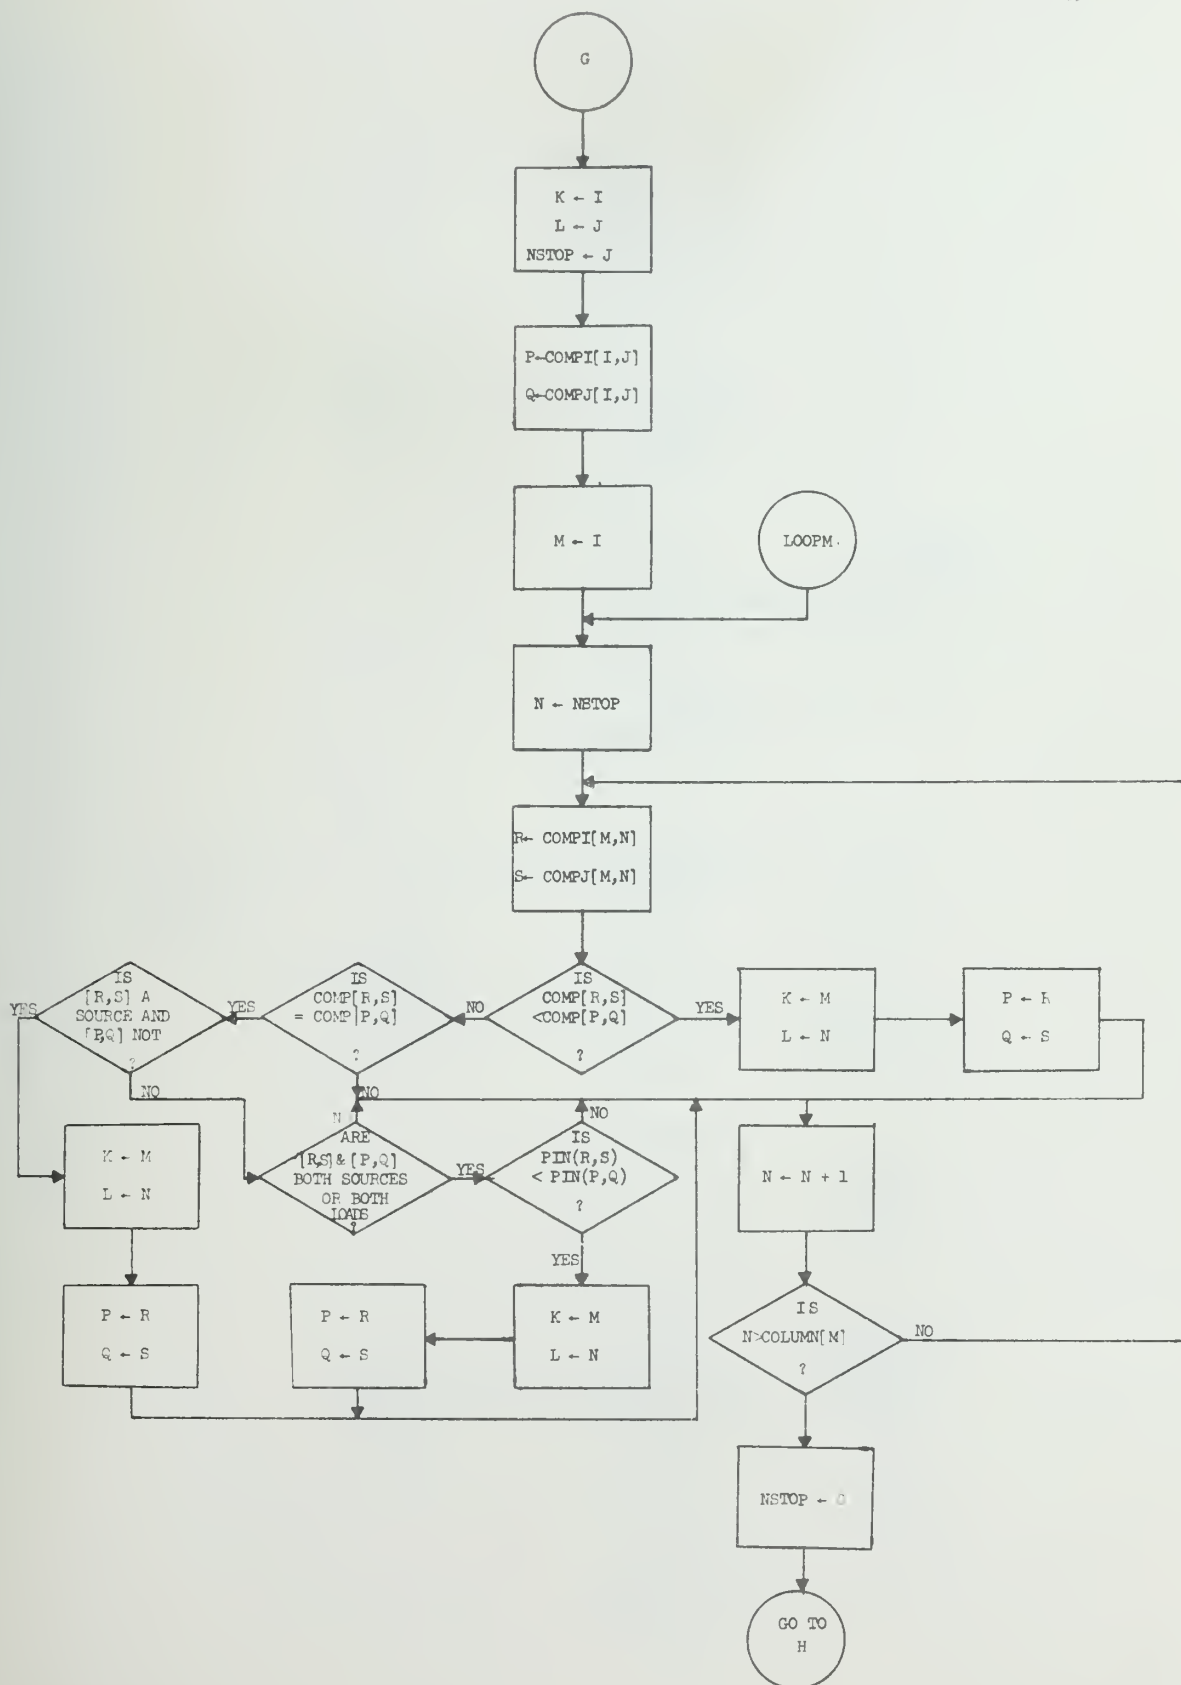 G
K ← I
L ← J
NSTOP ← J
P←COMPI[I,J]
Q←COMPJ[I,J]
M ← I
LOOPM
N ← NSTOP
R← COMPI[M,N]
S← COMPJ[M,N]
IS
[R,S] A
SOURCE AND
[P,Q] NOT
?
YES
NO
IS
COMP[R,S]
= COMP[P,Q]
?
YES
NO
IS
COMP[R,S]
<COMP[P,Q]
?
NO
YES
K ← M
L ← N
P ← R
Q ← S
K ← M
L ← N
ARE
[R,S]&[P,Q]
BOTH SOURCES
OR BOTH
LOADS
?
N
YES
IS
PIN(R,S)
< PIN(P,Q)
?
NO
YES
N ← N + 1
P ← R
Q ← S
P ← R
Q ← S
K ← M
L ← N
IS
N>COLUMN[M]
?
NO
NSTOP ←
GO TO
H